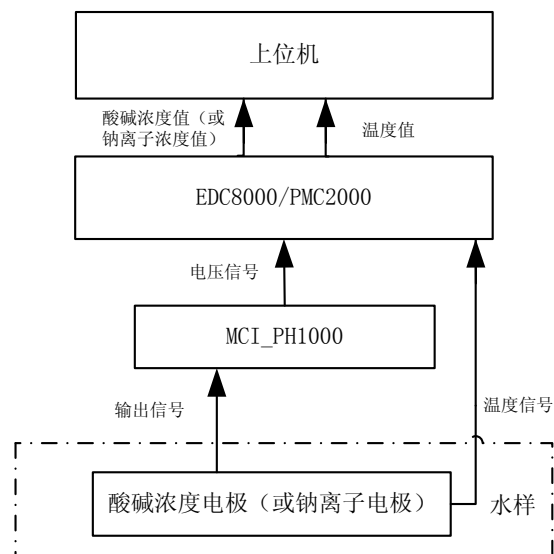 上位机
酸碱浓度值（或
钠离子浓度值）
温度值
EDC8000/PMC2000
电压信号
MCI_PH1000
输出信号
温度信号
酸碱浓度电极（或钠离子电极）
水样